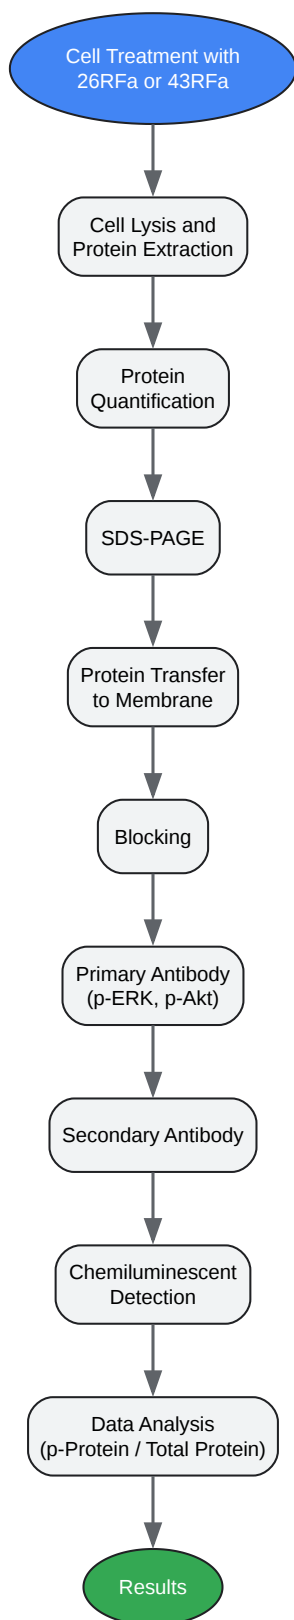 Cell Treatment with
26RFa or 43RFa
Cell Lysis and
Protein Extraction
Protein
Quantification
SDS-PAGE
Protein Transfer
to Membrane
Blocking
Primary Antibody
(p-ERK, p-Akt)
Secondary Antibody
Chemiluminescent
Detection
Data Analysis
(p-Protein / Total Protein)
Results